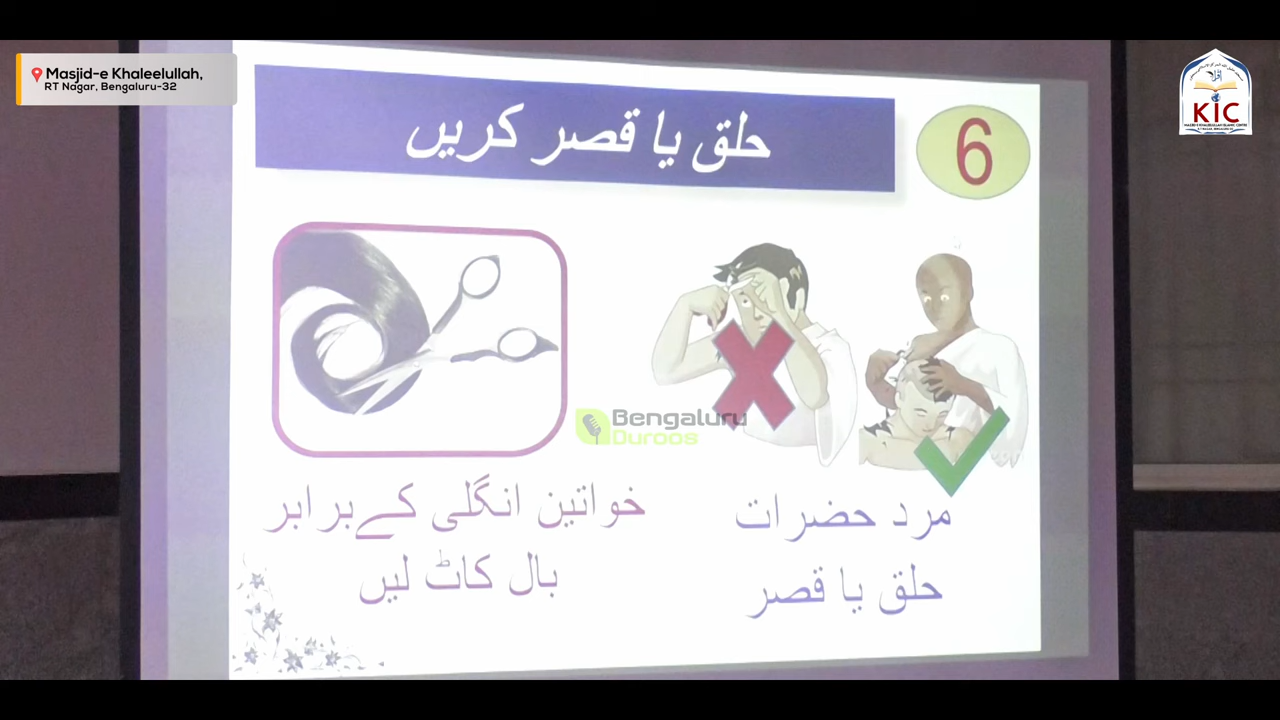 Masjid-e Khaleelullah,
RT Nagar, Bengaluru-32
KIC
حلق یا قصر کریں
6
Bengaluru
Duroos
مرد حضرات
حلق یا قصر
خواتین انگلی کے برابر
بال کاٹ لیں